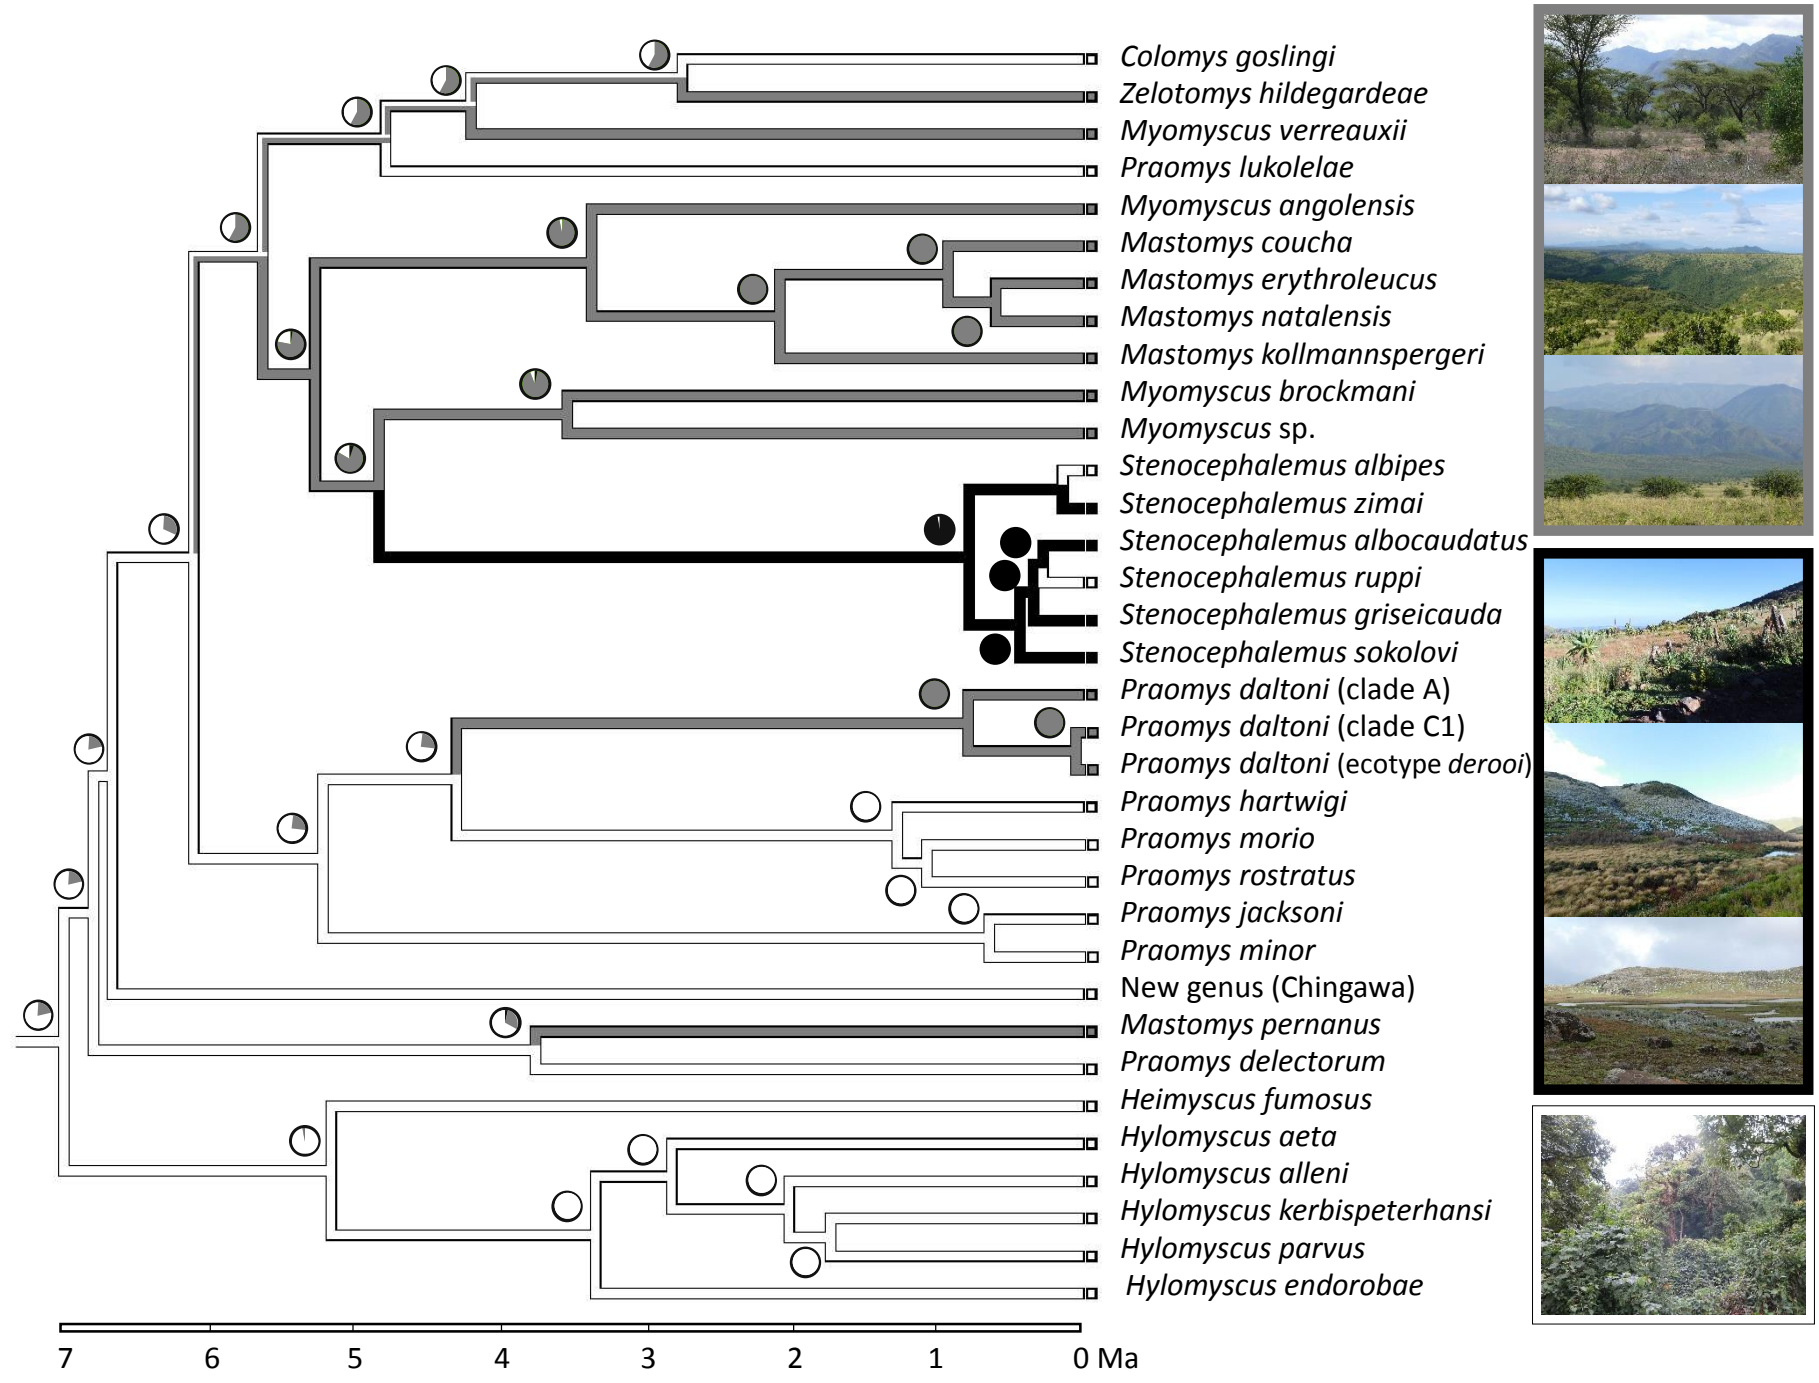 Colomys goslingi
Zelotomys hildegardeae
Myomyscus verreauxii
Praomys lukolelae
Myomyscus angolensis
Mastomys coucha
Mastomys erythroleucus
Mastomys natalensis
Mastomys kollmannspergeri
Myomyscus brockmani
Myomyscus sp.
Stenocephalemus albipes
Stenocephalemus zimai
Stenocephalemus albocaudatus
Stenocephalemus ruppi
Stenocephalemus griseicauda
Stenocephalemus sokolovi
Praomys daltoni (clade A)
Praomys daltoni (clade C1)
Praomys daltoni (ecotype derooi)
Praomys hartwigi
Praomys morio
Praomys rostratus
Praomys jacksoni
Praomys minor
New genus (Chingawa)
Mastomys pernanus
Praomys delectorum
Heimyscus fumosus
Hylomyscus aeta
Hylomyscus alleni
Hylomyscus kerbispeterhansi
Hylomyscus parvus
Hylomyscus endorobae
7 6 5 4 3 2 1 0 Ma